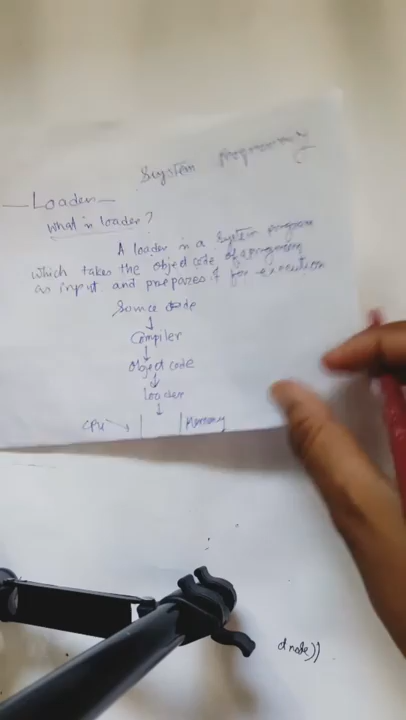 System programming
Loader
what is loader?
A loader is a system program
which takes the object code of a program
as input and prepares it for execution
Source code
Compiler
Object code
loader
CPU Memory
d node))